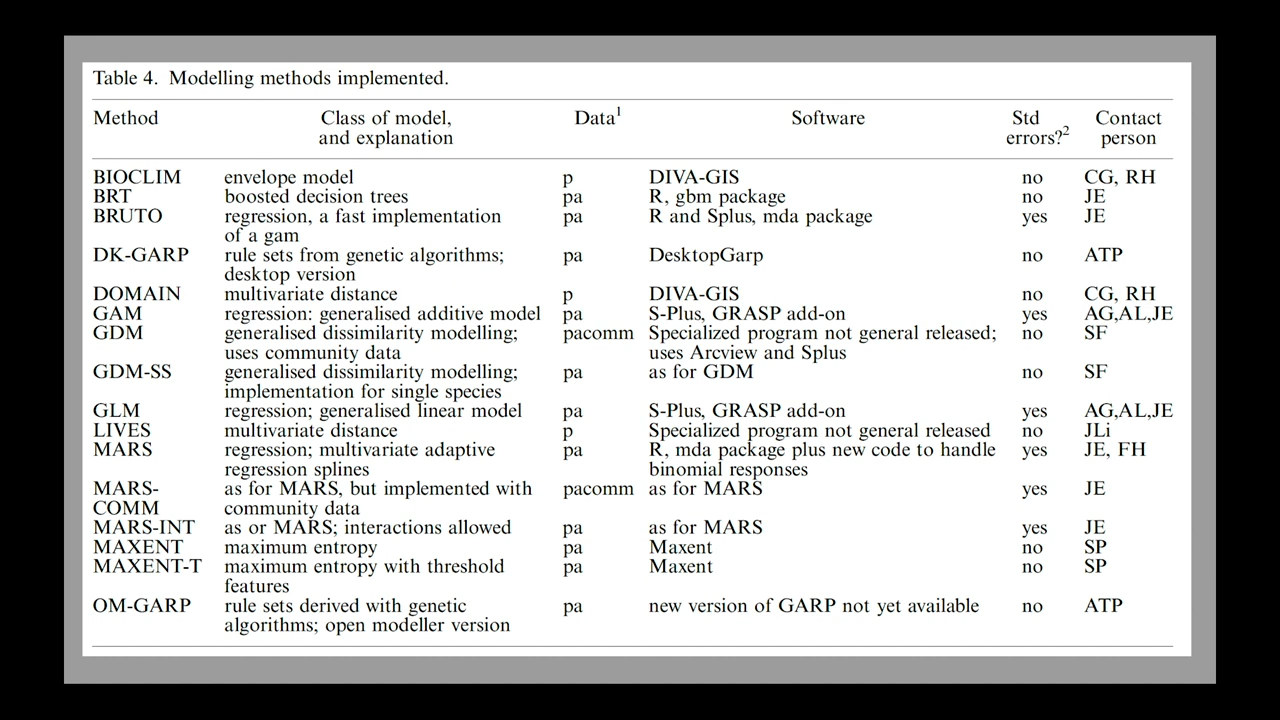 Table 4. Modelling methods implemented.
Method Class of model, Data1 Software Std Contact
and explanation errors?2 person
BIOCLIM envelope model p DIVA-GIS no CG, RH
BRT boosted decision trees pa R, gbm package no JE
BRUTO regression, a fast implementation pa R and Splus, mda package yes JE
of a gam
DK-GARP rule sets from genetic algorithms; pa DesktopGarp no ATP
desktop version
DOMAIN multivariate distance p DIVA-GIS no CG, RH
GAM regression: generalised additive model pa S-Plus, GRASP add-on yes AG,AL,JE
GDM generalised dissimilarity modelling; pacomm Specialized program not general released; no SF
uses community data uses Arcview and Splus
GDM-SS generalised dissimilarity modelling; pa as for GDM no SF
implementation for single species
GLM regression; generalised linear model pa S-Plus, GRASP add-on yes AG,AL,JE
LIVES multivariate distance p Specialized program not general released no JLi
MARS regression; multivariate adaptive pa R, mda package plus new code to handle yes JE, FH
regression splines binomial responses
MARS- as for MARS, but implemented with pacomm as for MARS yes JE
COMM community data
MARS-INT as or MARS; interactions allowed pa as for MARS yes JE
MAXENT maximum entropy pa Maxent no SP
MAXENT-T maximum entropy with threshold pa Maxent no SP
features
OM-GARP rule sets derived with genetic pa new version of GARP not yet available no ATP
algorithms; open modeller version